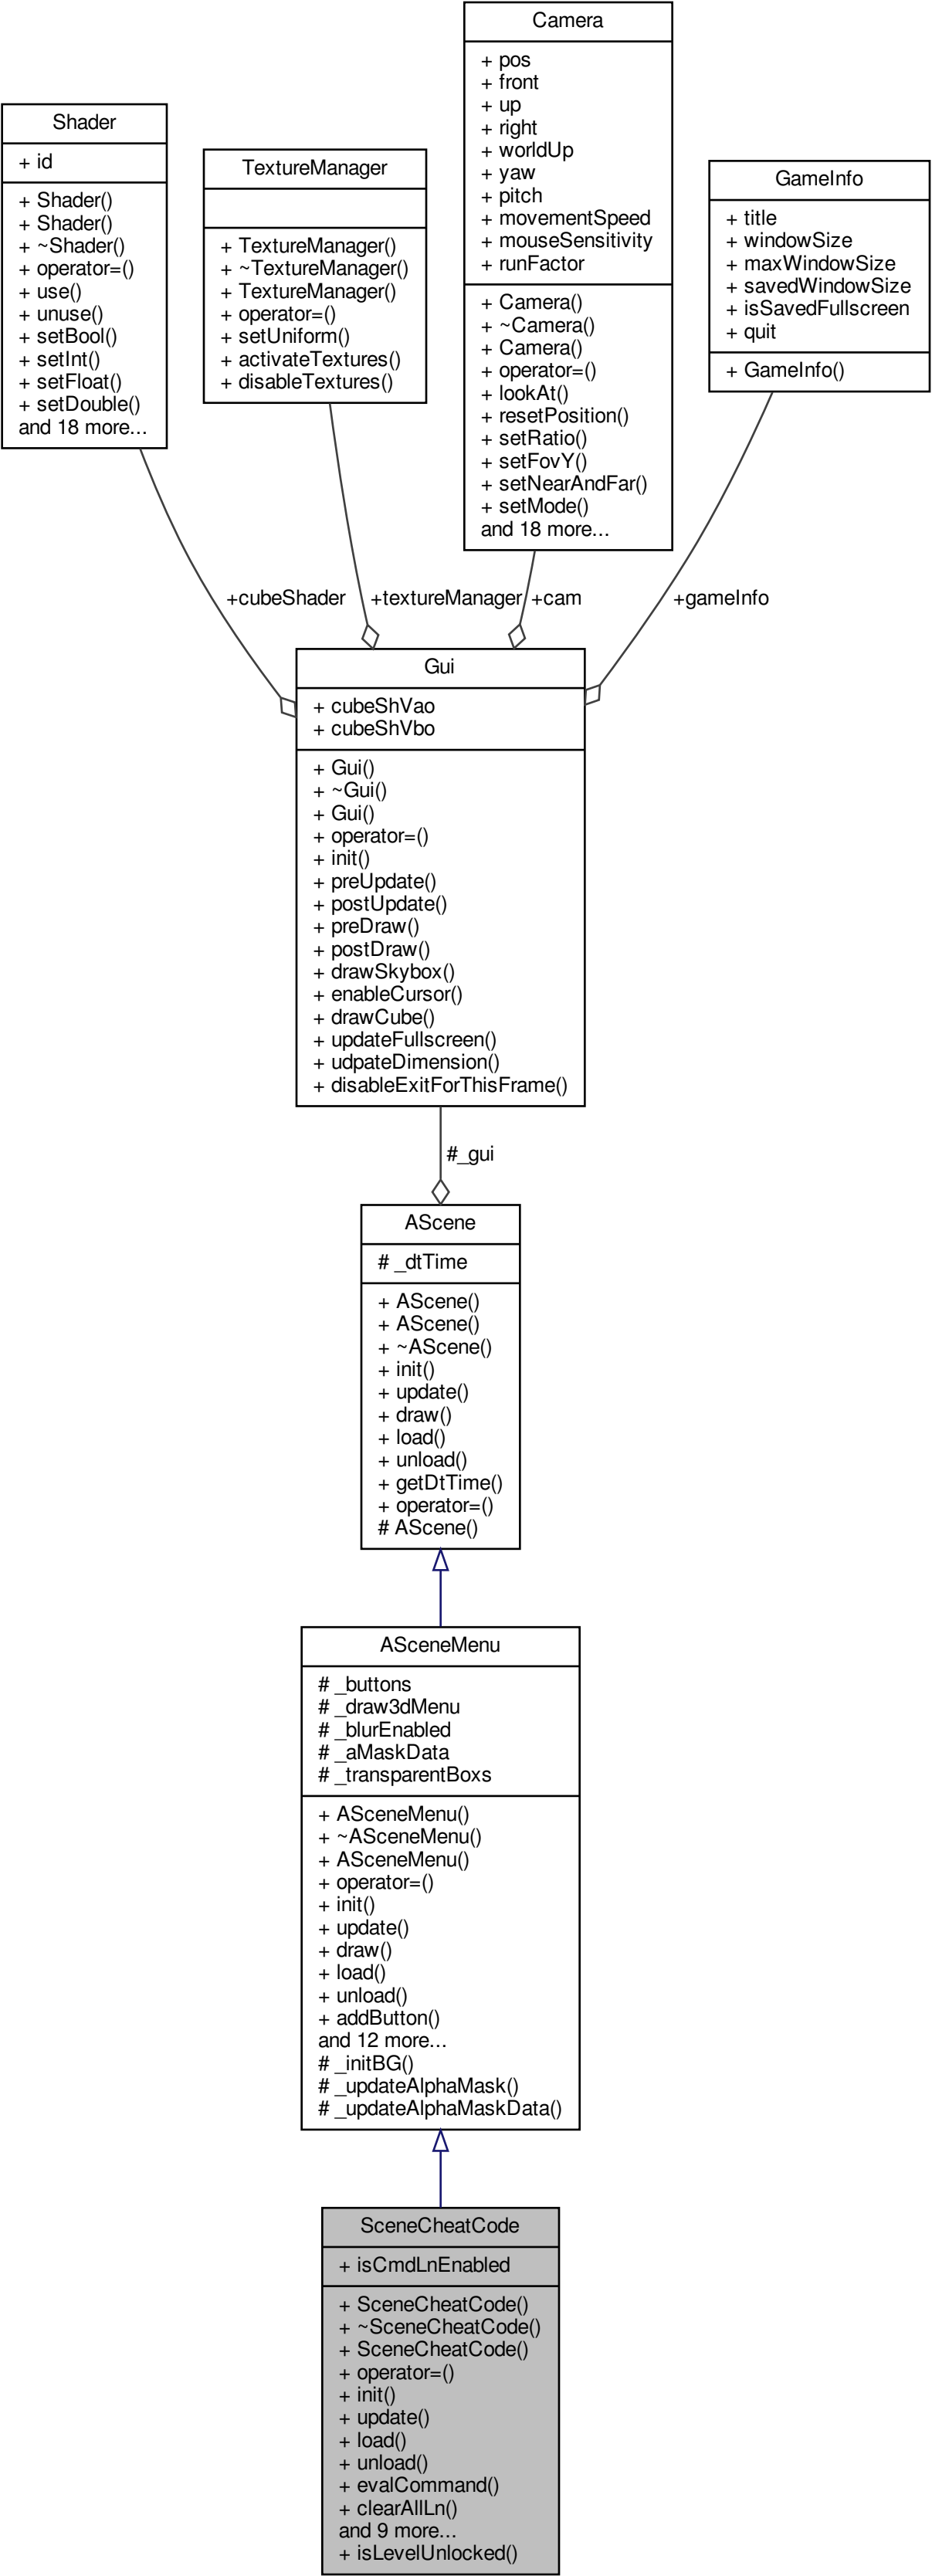 Camera
+ pos
+ front
+ up
+ right
+ worldUp
+ yaw
+ pitch
+ movementSpeed
+ mouseSensitivity
+ runFactor
+ Camera()
+ ~Camera()
+ Camera()
+ operator=()
+ lookAt()
+ resetPosition()
+ setRatio()
+ setFovY()
+ setNearAndFar()
+ setMode()
and 18 more...
Shader
+ id
+ Shader()
+ Shader()
+ ~Shader()
+ operator=()
+ use()
+ unuse()
+ setBool()
+ setInt()
+ setFloat()
+ setDouble()
and 18 more...
TextureManager
+ TextureManager()
+ ~TextureManager()
+ TextureManager()
+ operator=()
+ setUniform()
+ activateTextures()
+ disableTextures()
GameInfo
+ title
+ windowSize
+ maxWindowSize
+ savedWindowSize
+ isSavedFullscreen
+ quit
+ GameInfo()
+cubeShader
+textureManager
+cam
+gameInfo
Gui
+ cubeShVao
+ cubeShVbo
+ Gui()
+ ~Gui()
+ Gui()
+ operator=()
+ init()
+ preUpdate()
+ postUpdate()
+ preDraw()
+ postDraw()
+ drawSkybox()
+ enableCursor()
+ drawCube()
+ updateFullscreen()
+ udpateDimension()
+ disableExitForThisFrame()
#_gui
AScene
# _dtTime
+ AScene()
+ AScene()
+ ~AScene()
+ init()
+ update()
+ draw()
+ load()
+ unload()
+ getDtTime()
+ operator=()
# AScene()
ASceneMenu
# _buttons
# _draw3dMenu
# _blurEnabled
# _aMaskData
# _transparentBoxs
+ ASceneMenu()
+ ~ASceneMenu()
+ ASceneMenu()
+ operator=()
+ init()
+ update()
+ draw()
+ load()
+ unload()
+ addButton()
and 12 more...
# _initBG()
# _updateAlphaMask()
# _updateAlphaMaskData()
SceneCheatCode
+ isCmdLnEnabled
+ SceneCheatCode()
+ ~SceneCheatCode()
+ SceneCheatCode()
+ operator=()
+ init()
+ update()
+ load()
+ unload()
+ evalCommand()
+ clearAllLn()
and 9 more...
+ isLevelUnlocked()